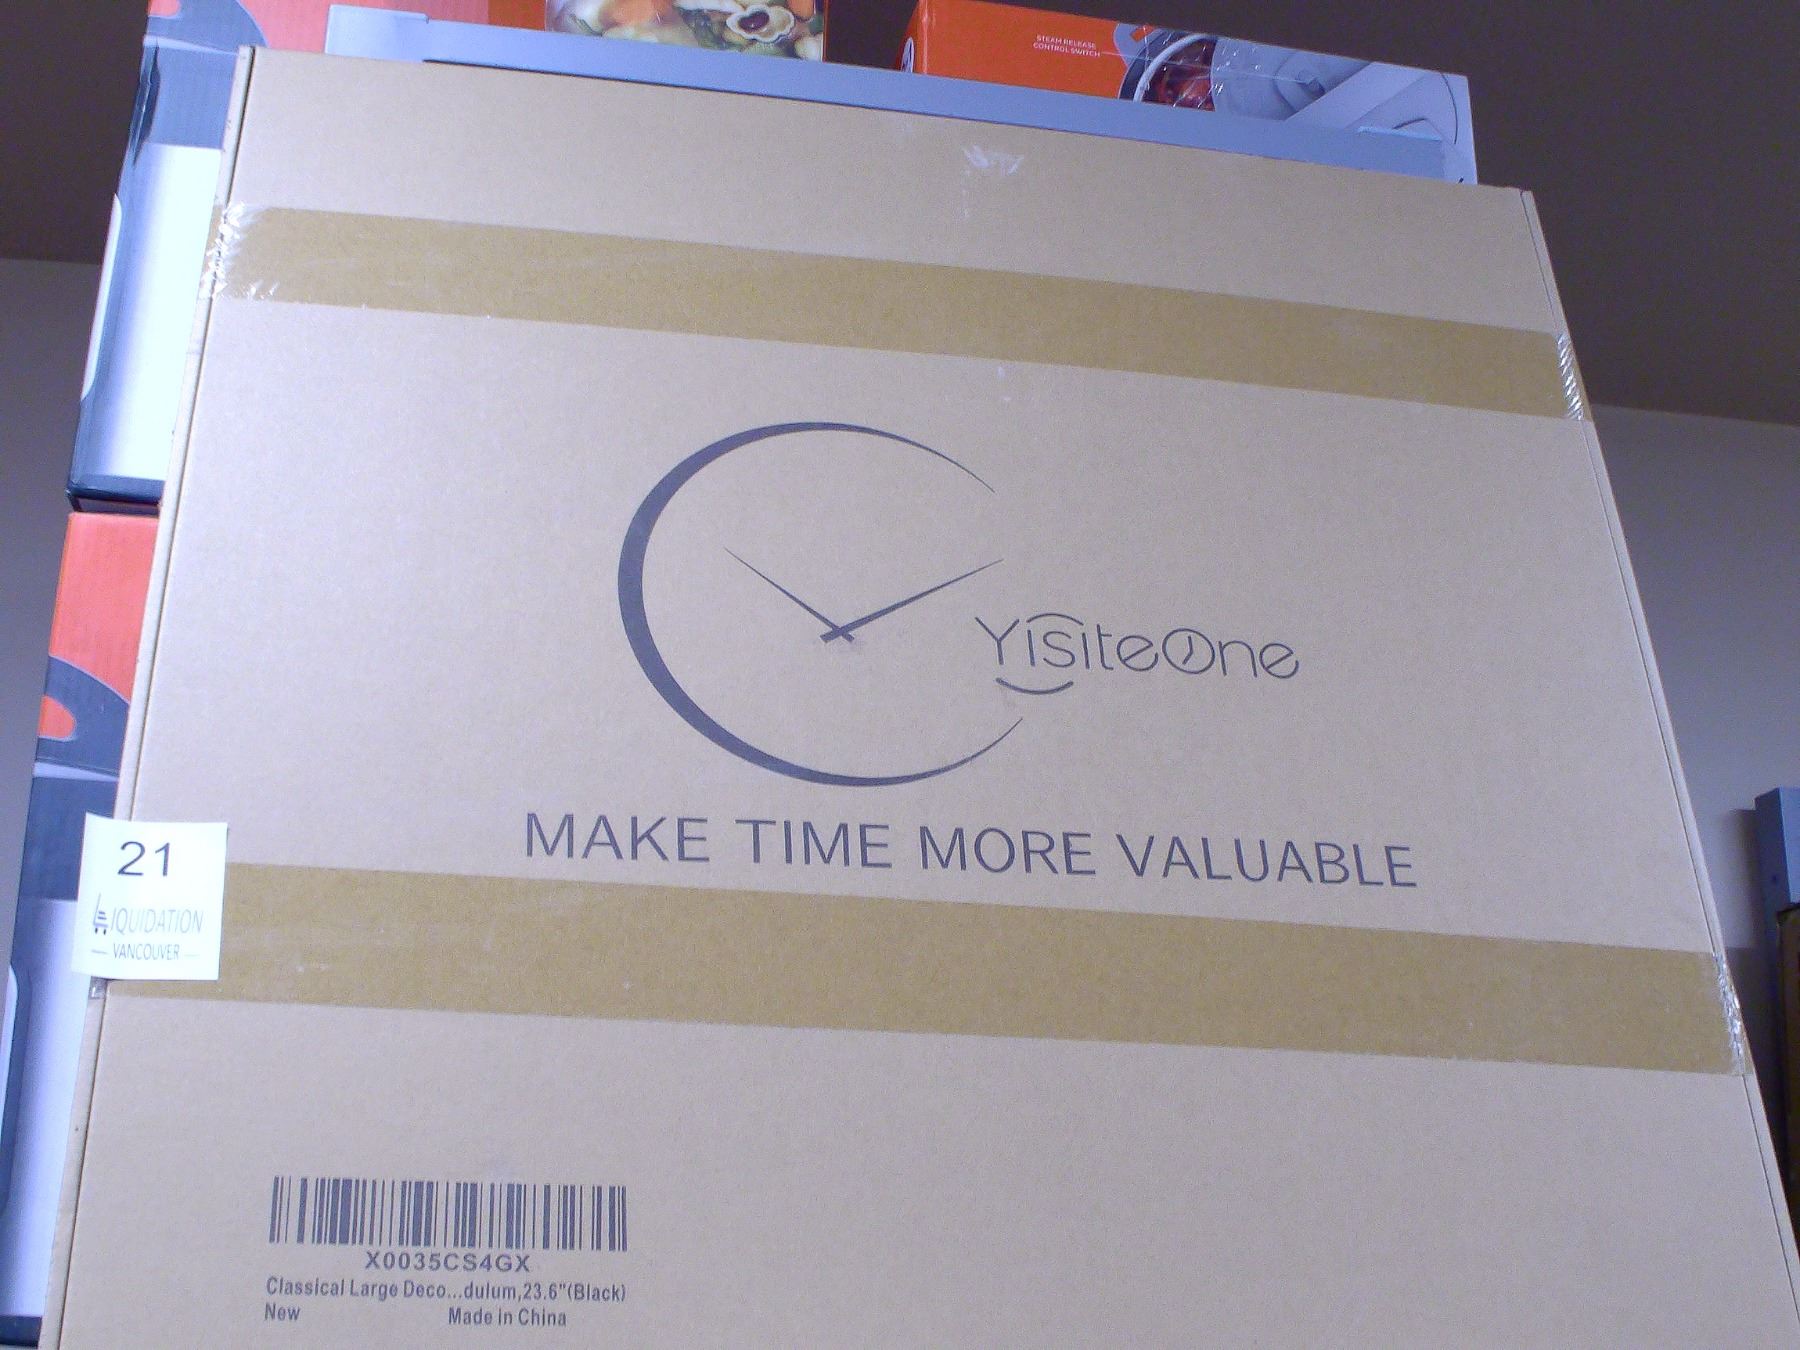 STEAM RELEASE
CONTROL SWITCH
YisiteOne
MAKE TIME MORE VALUABLE
21
LIQUIDATION
VANCOUVER
X0035CS4GX
Classical Large Deco...dulum,23.6"(Black)
New Made in China